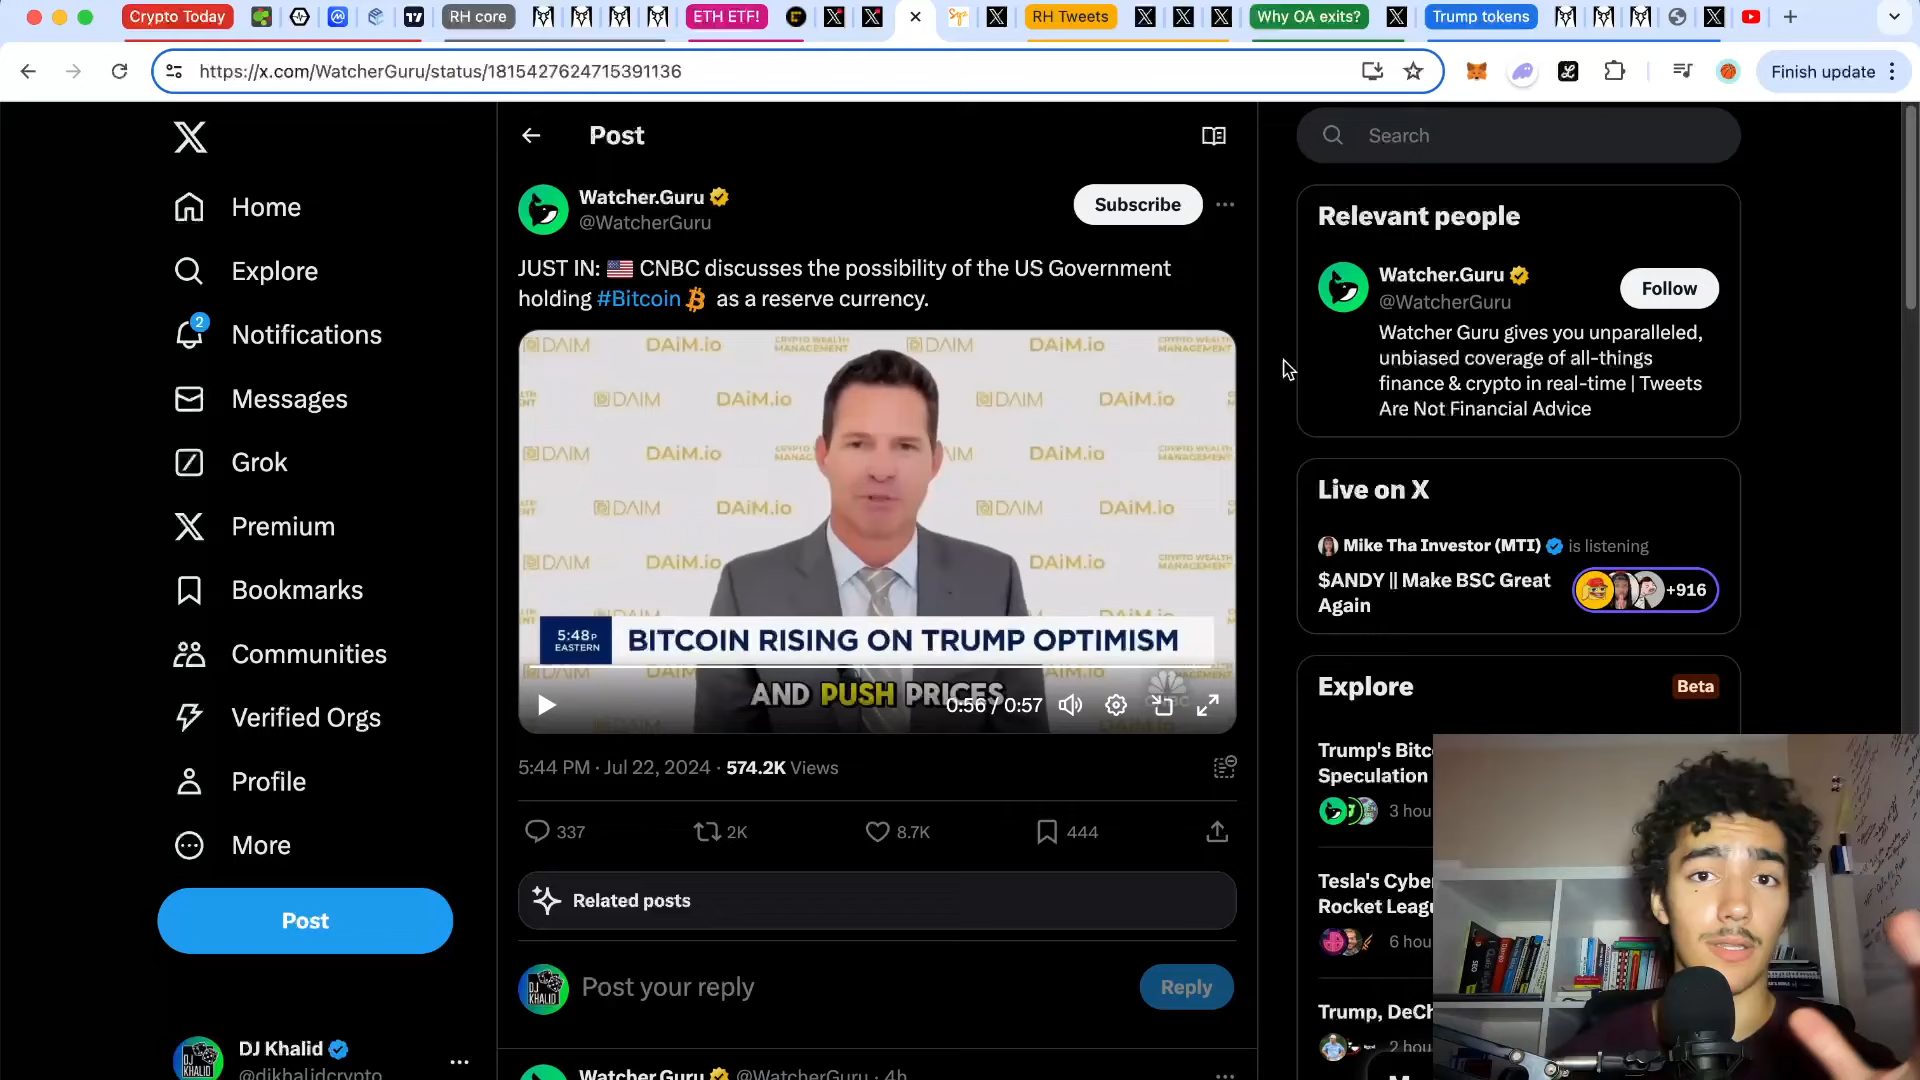 Crypto Today
RH core
ETH ETF!
RH Tweets
Why OA exits?
Trump tokens
https://x.com/WatcherGuru/status/1815427624715391136
Finish update
Home
Explore
2
Notifications
Messages
Grok
Premium
Bookmarks
Communities
Verified Orgs
Profile
More
Post
DJ Khalid
@djkhalidcrypto
Post
Watcher.Guru
@WatcherGuru
Subscribe
JUST IN: 🇺🇸 CNBC discusses the possibility of the US Government
holding #Bitcoin as a reserve currency.
DAIM DAiM.io CRYPTO WEALTH MANAGEMENT DAIM DAiM.io CRYPTO WEALTH MANAGEMENT
DAIM DAiM.io DAIM DAiM.io
DAIM DAiM.io DAiM.io
DAIM DAiM.io DAIM DAiM.io
DAiM.io DAiM.io
5:48P
EASTERN
BITCOIN RISING ON TRUMP OPTIMISM
AND PUSH PRICES
0:56 / 0:57
5:44 PM · Jul 22, 2024 · 574.2K Views
337
2K
8.7K
444
Related posts
Post your reply
Reply
Watcher.Guru @WatcherGuru · 4h
Search
Relevant people
Watcher.Guru
@WatcherGuru
Follow
Watcher Guru gives you unparalleled,
unbiased coverage of all-things
finance & crypto in real-time | Tweets
Are Not Financial Advice
Live on X
Mike Tha Investor (MTI) is listening
$ANDY || Make BSC Great
Again
+916
Explore
Beta
Trump's Bitc
Speculation
3 hou
Tesla's Cybe
Rocket Leag
6 hou
Trump, DeCh
2 hou